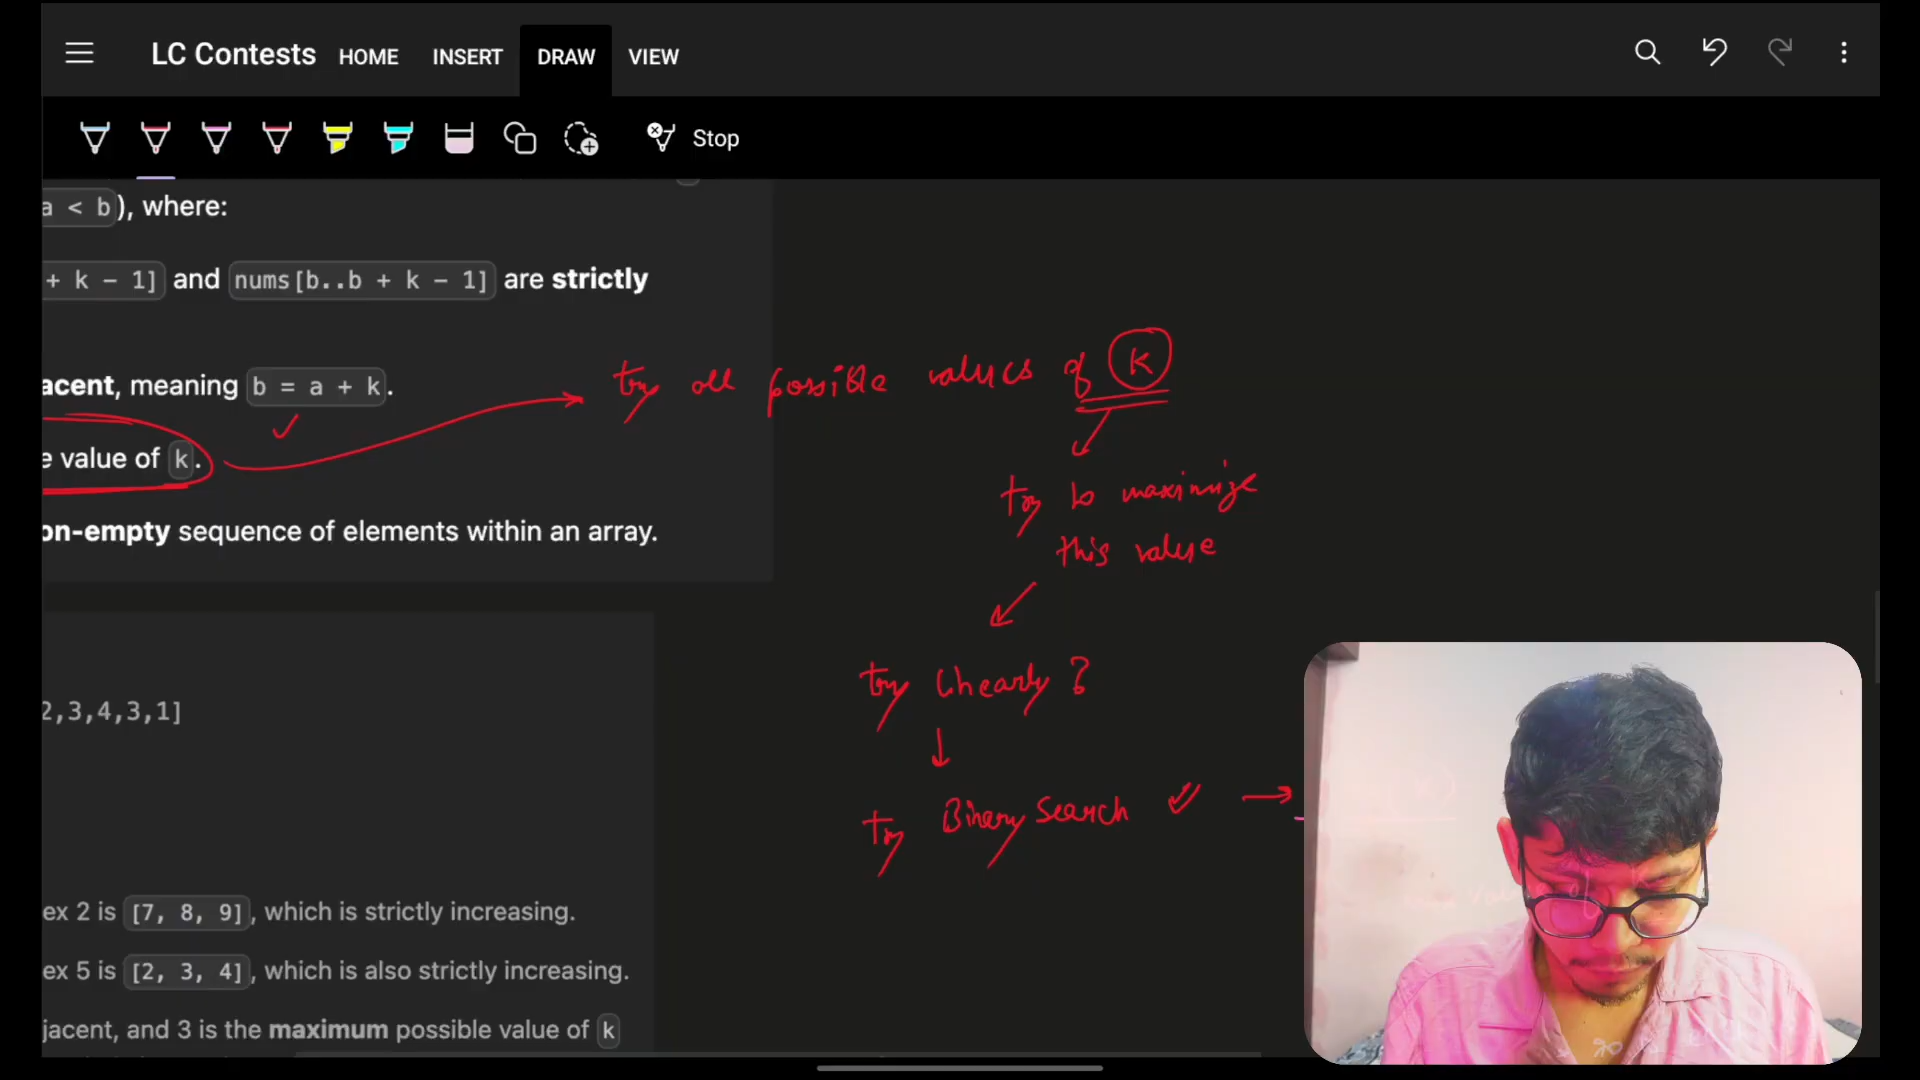 LC Contests HOME INSERT DRAW VIEW
Stop
a < b), where:
+ k - 1] and nums[b..b + k - 1] are strictly
acent, meaning b = a + k.
try all possible values of k
e value of k.
try to maximize
this value
on-empty sequence of elements within an array.
try linearly ?
2,3,4,3,1]
try Binary Search
ex 2 is [7, 8, 9], which is strictly increasing.
ex 5 is [2, 3, 4], which is also strictly increasing.
jacent, and 3 is the maximum possible value of k